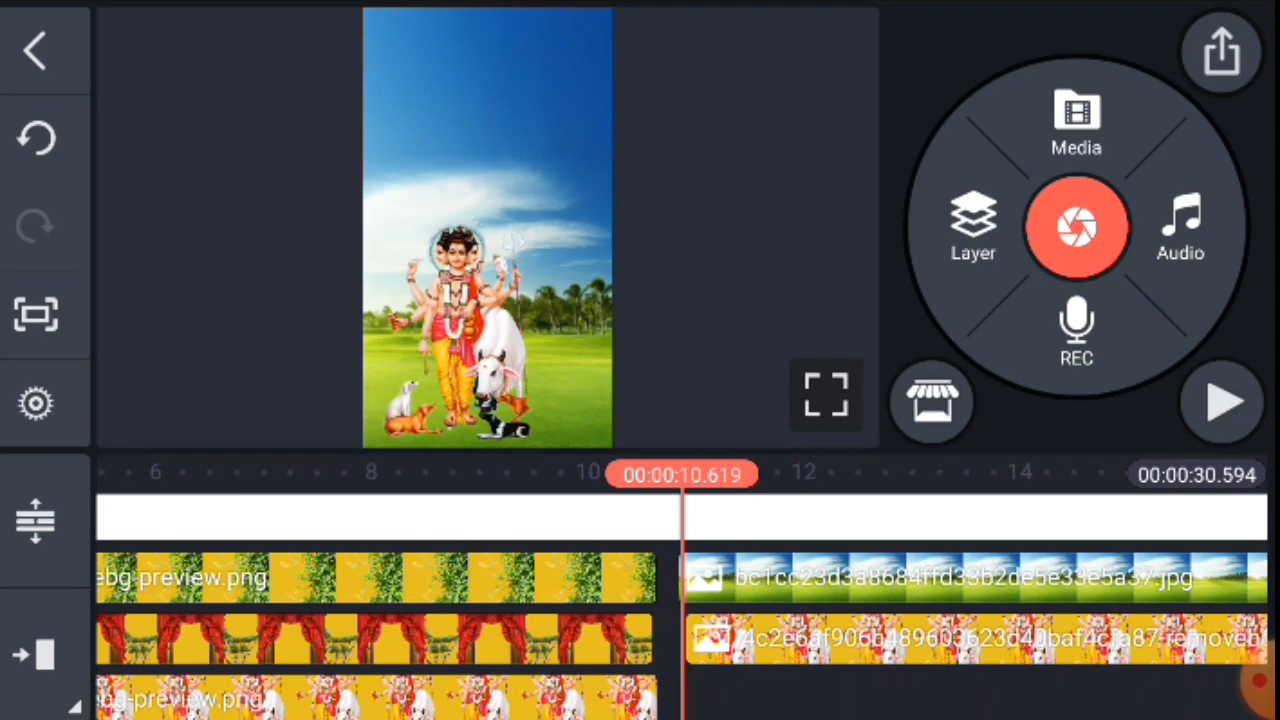 Media
Layer
Audio
REC
6
8
10
00:00:10.619
12
14
00:00:30.594
ebg-preview.png
bc1cc23d3a8684ffd33b2de5e33e5a37.jpg
bg-preview.png